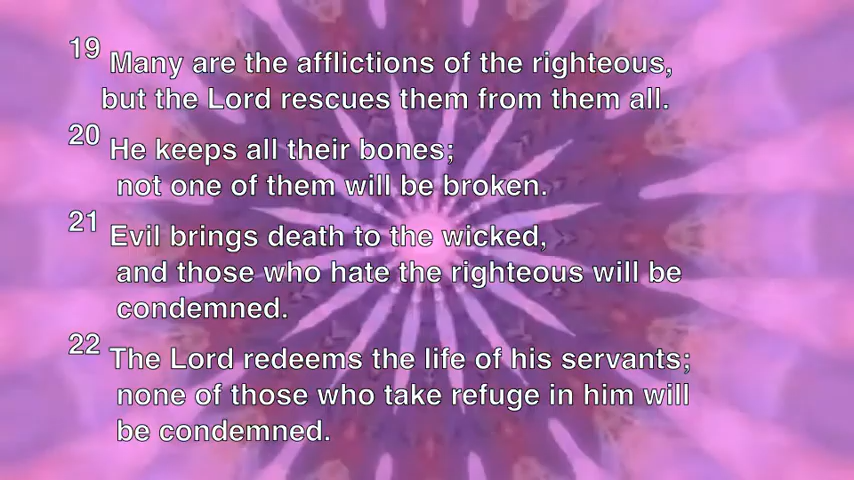 19 Many are the afflictions of the righteous,
but the Lord rescues them from them all.
20 He keeps all their bones;
not one of them will be broken.
21 Evil brings death to the wicked,
and those who hate the righteous will be
condemned.
22 The Lord redeems the life of his servants;
none of those who take refuge in him will
be condemned.